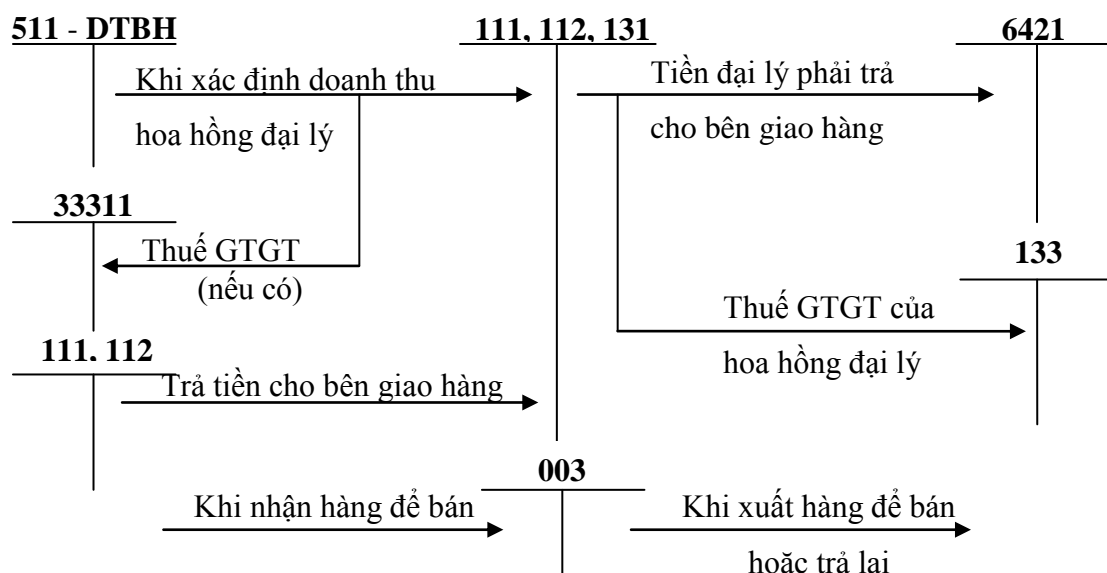 511 - DTBH 111, 112, 131 6421
Khi xác định doanh thu Tiền đại lý phải trả
hoa hồng đại lý cho bên giao hàng
33311
Thuế GTGT 133
(nếu có)
Thuế GTGT của
111, 112 hoa hồng đại lý
Trả tiền cho bên giao hàng
003
Khi nhận hàng để bán Khi xuất hàng để bán
hoặc trả lại